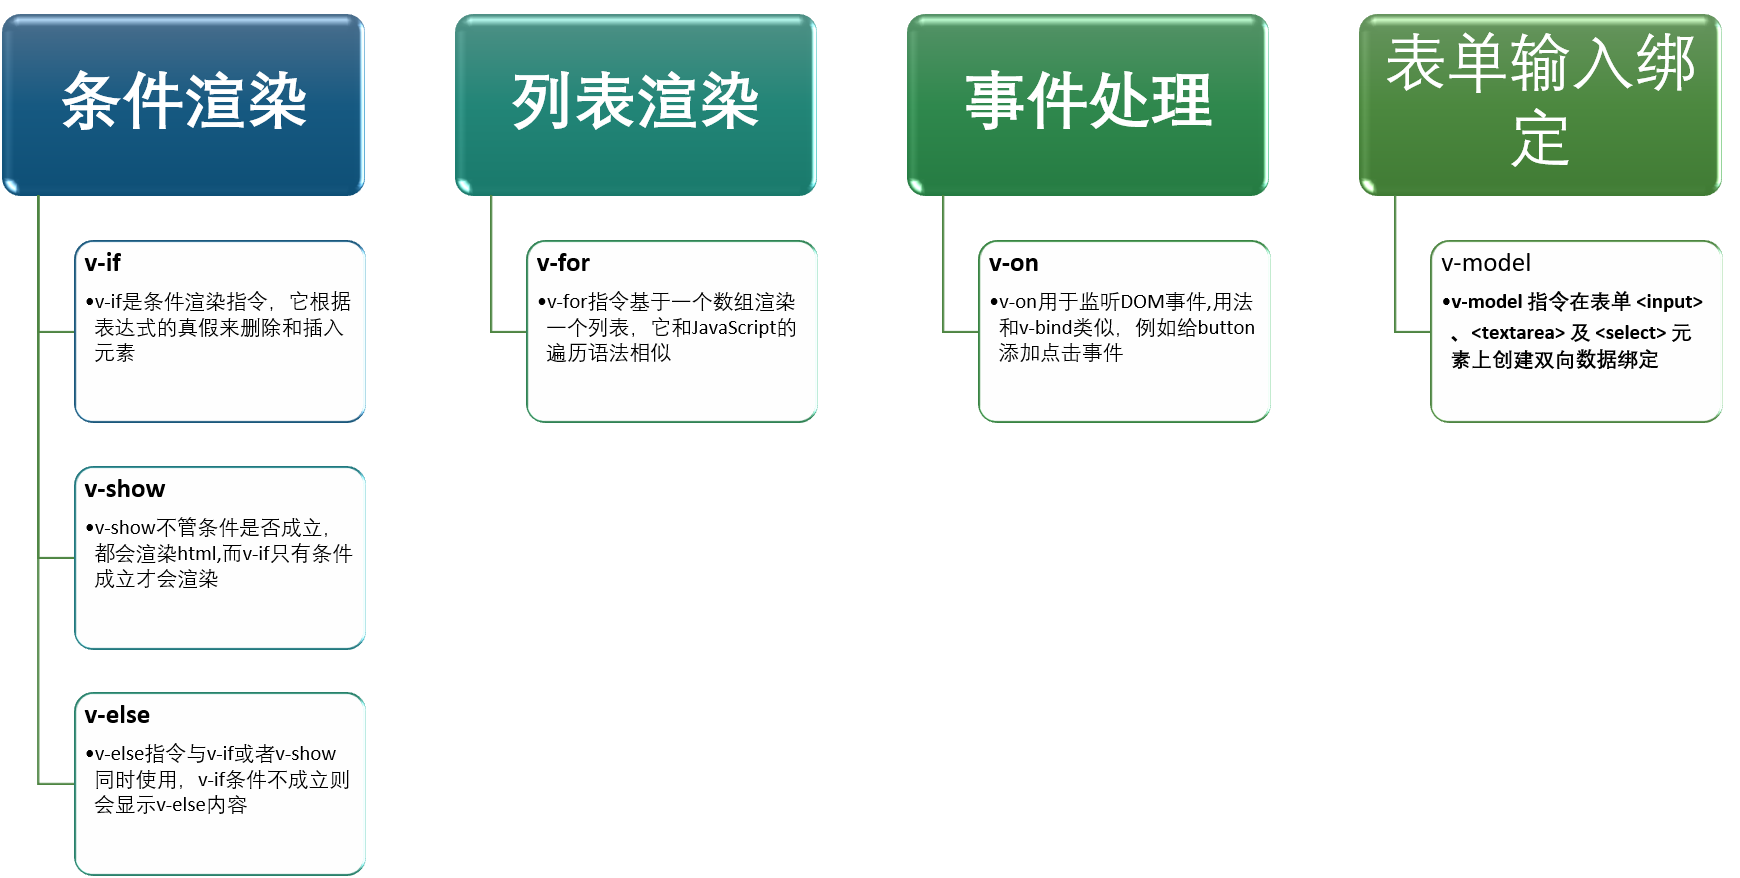 条件渲染
v-if
•v-if是条件渲染指令，它根据
表达式的真假来删除和插入
元素
v-show
•v-show不管条件是否成立，
都会渲染html,而v-if只有条件
成立才会渲染
v-else
•v-else指令与v-if或者v-show
同时使用，v-if条件不成立则
会显示v-else内容
列表渲染
v-for
•v-for指令基于一个数组渲染
一个列表，它和JavaScript的
遍历语法相似
事件处理
v-on
•v-on用于监听DOM事件,用法
和v-bind类似，例如给button
添加点击事件
表单输入绑
定
v-model
•v-model 指令在表单 <input>
、<textarea> 及 <select> 元
素上创建双向数据绑定